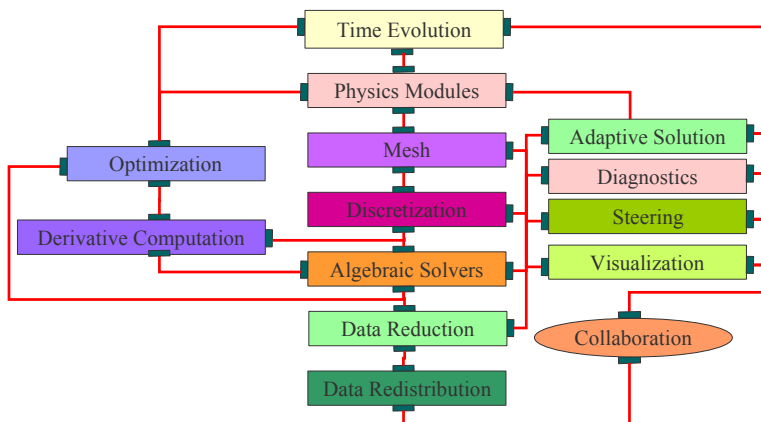 Time Evolution
Physics Modules
Mesh
Adaptive Solution
Optimization
Diagnostics
Discretization
Steering
Derivative Computation
Algebraic Solvers
Visualization
Data Reduction
Collaboration
Data Redistribution